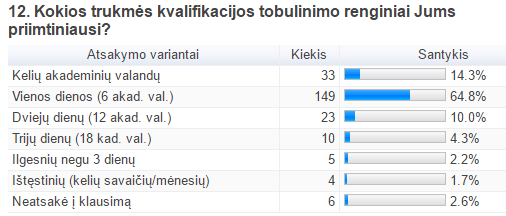 12. Kokios trukmės kvalifikacijos tobulinimo renginiai Jums
priimtiniausi?
Atsakymo variantai Kiekis Santykis
Kelių akademinių valandų 33 14.3%
Vienos dienos (6 akad. val.) 149 64.8%
Dviejų dienų (12 akad. val.) 23 10.0%
Trijų dienų (18 kad. val.) 10 4.3%
Ilgesnių negu 3 dienų 5 2.2%
Ištęstinių (kelių savaičių/mėnesių) 4 1.7%
Neatsakė į klausimą 6 2.6%